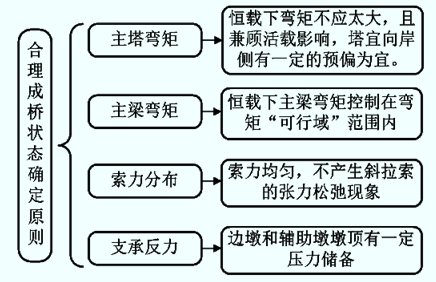 合理成桥状态确定原则
主塔弯矩
恒载下弯矩不应太大，且
兼顾活载影响，塔宜向岸
侧有一定的预偏为宜。
主梁弯矩
恒载下主梁弯矩控制在弯
矩“可行域”范围内
索力分布
索力均匀，不产生斜拉索
的张力松弛现象
支承反力
边墩和辅助墩墩顶有一定
压力储备